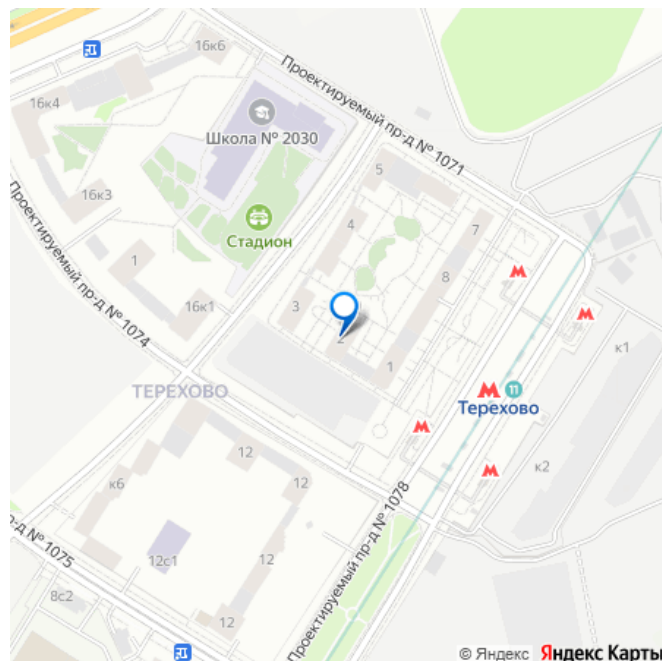 16к6
16к4
Школа № 2030
Проектируемый пр-д № 1071
16к3
Стадион
5
4
7
8
Проектируемый пр-д № 1074
1
16к1
3
2
1
к1
11
Терехово
ТЕРЕХОВО
12
к6
12
12
к2
Проектируемый пр-д № 1078
р-д № 1075
12с1
12
8с2
12
© Яндекс Яндекс Карты